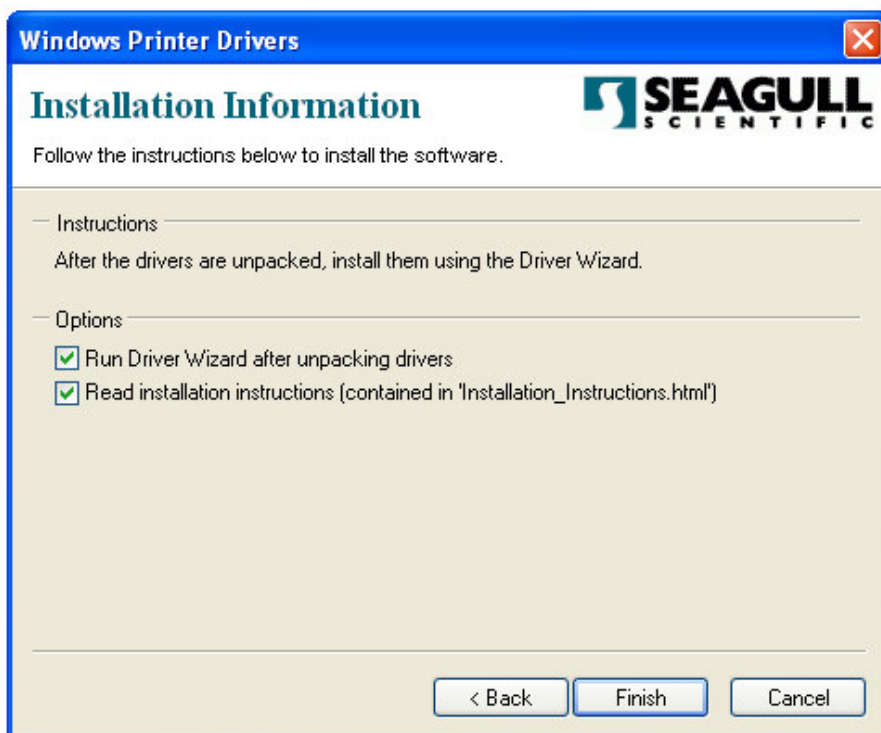 Windows Printer Drivers
Installation Information
SEAGULL
SCIENTIFIC
Follow the instructions below to install the software.
Instructions
After the drivers are unpacked, install them using the Driver Wizard.
Options
Run Driver Wizard after unpacking drivers
Read installation instructions (contained in 'Installation_Instructions.html')
< Back Finish Cancel